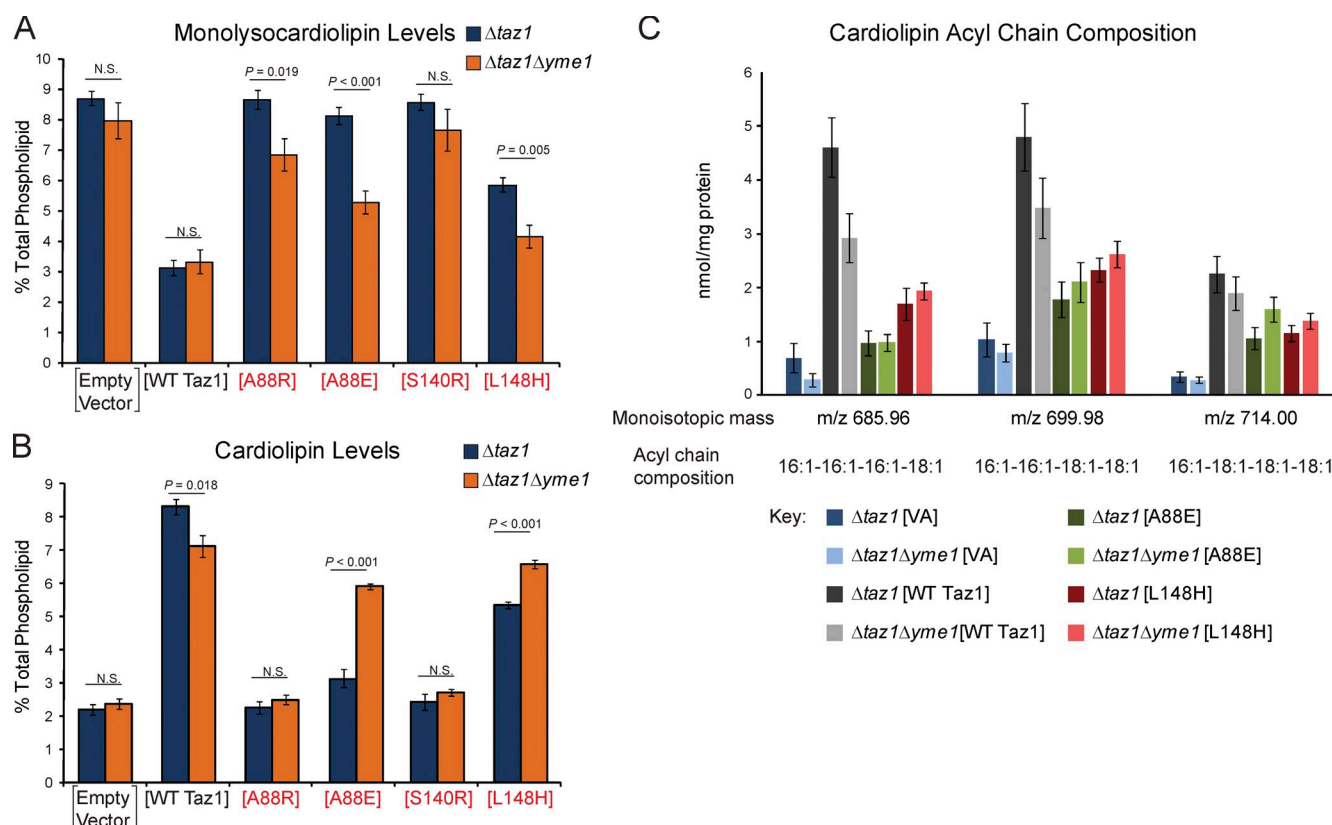 A
Monolysocardiolipin Levels
Δtaz1
Δtaz1Δyme1
% Total Phospholipid
10
9
8
7
6
5
4
3
2
1
0
N.S.
N.S.
P = 0.019
P < 0.001
N.S.
P = 0.005
[Empty Vector]
[WT Taz1]
[A88R]
[A88E]
[S140R]
[L148H]
B
Cardiolipin Levels
Δtaz1
Δtaz1Δyme1
% Total Phospholipid
9
8
7
6
5
4
3
2
1
0
N.S.
P = 0.018
N.S.
P < 0.001
N.S.
P < 0.001
[Empty Vector]
[WT Taz1]
[A88R]
[A88E]
[S140R]
[L148H]
C
Cardiolipin Acyl Chain Composition
nmol/mg protein
6
5
4
3
2
1
0
Monoisotopic mass
m/z 685.96
m/z 699.98
m/z 714.00
Acyl chain
composition
16:1-16:1-16:1-18:1
16:1-16:1-18:1-18:1
16:1-18:1-18:1-18:1
Key:
Δtaz1 [VA]
Δtaz1Δyme1 [VA]
Δtaz1 [WT Taz1]
Δtaz1Δyme1[WT Taz1]
Δtaz1 [A88E]
Δtaz1Δyme1 [A88E]
Δtaz1 [L148H]
Δtaz1Δyme1 [L148H]